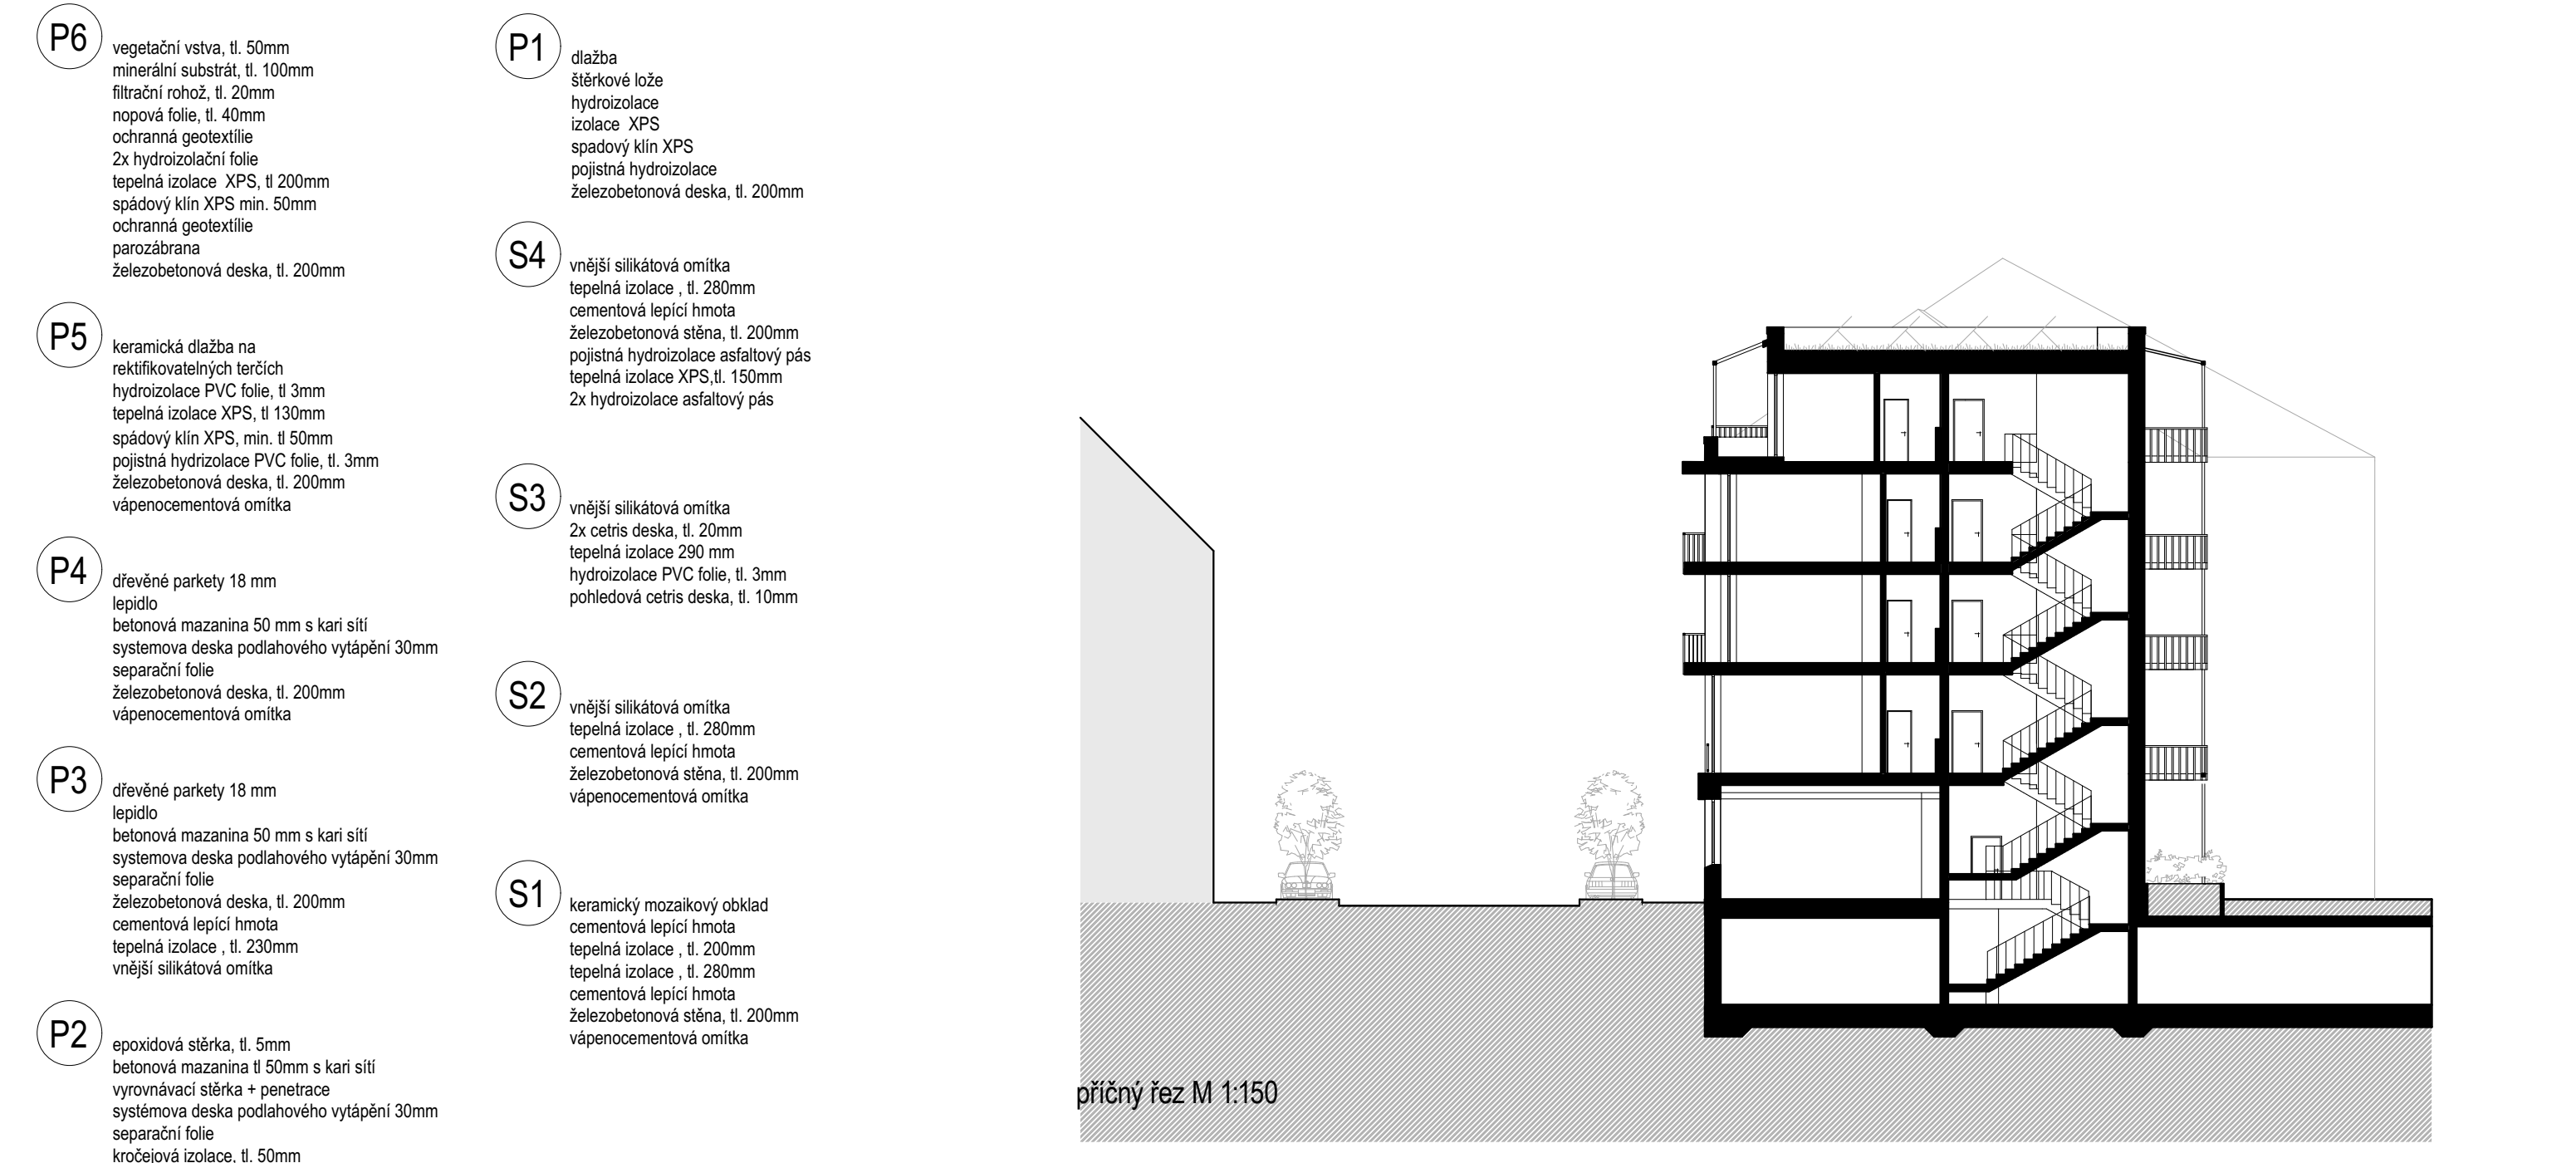 P6
vegetační vstva, tl. 50mm
minerální substrát, tl. 100mm
filtrační rohož, tl. 20mm
nopová folie, tl. 40mm
ochranná geotextílie
2x hydroizolační folie
tepelná izolace  XPS, tl 200mm
spádový klín XPS min. 50mm
ochranná geotextílie
parozábrana
železobetonová deska, tl. 200mm
P5
keramická dlažba na
rektifikovatelných terčích
hydroizolace PVC folie, tl 3mm
tepelná izolace XPS, tl 130mm
spádový klín XPS, min. tl 50mm
pojistná hydrizolace PVC folie, tl. 3mm
železobetonová deska, tl. 200mm
vápenocementová omítka
P4
dřevěné parkety 18 mm
lepidlo
betonová mazanina 50 mm s kari sítí
systemova deska podlahového vytápění 30mm
separační folie
železobetonová deska, tl. 200mm
vápenocementová omítka
P3
dřevěné parkety 18 mm
lepidlo
betonová mazanina 50 mm s kari sítí
systemova deska podlahového vytápění 30mm
separační folie
železobetonová deska, tl. 200mm
cementová lepící hmota
tepelná izolace , tl. 230mm
vnější silikátová omítka
P2
epoxidová stěrka, tl. 5mm
betonová mazanina tl 50mm s kari sítí
vyrovnávací stěrka + penetrace
systémova deska podlahového vytápění 30mm
separační folie
kročejová izolace, tl. 50mm
P1
dlažba
štěrkové lože
hydroizolace
izolace  XPS
spadový klín XPS
pojistná hydroizolace
železobetonová deska, tl. 200mm
S4
vnější silikátová omítka
tepelná izolace , tl. 280mm
cementová lepící hmota
železobetonová stěna, tl. 200mm
pojistná hydroizolace asfaltový pás
tepelná izolace XPS,tl. 150mm
2x hydroizolace asfaltový pás
S3
vnější silikátová omítka
2x cetris deska, tl. 20mm
tepelná izolace 290 mm
hydroizolace PVC folie, tl. 3mm
pohledová cetris deska, tl. 10mm
S2
vnější silikátová omítka
tepelná izolace , tl. 280mm
cementová lepící hmota
železobetonová stěna, tl. 200mm
vápenocementová omítka
S1
keramický mozaikový obklad
cementová lepící hmota
tepelná izolace , tl. 200mm
tepelná izolace , tl. 280mm
cementová lepící hmota
železobetonová stěna, tl. 200mm
vápenocementová omítka
příčný řez M 1:150